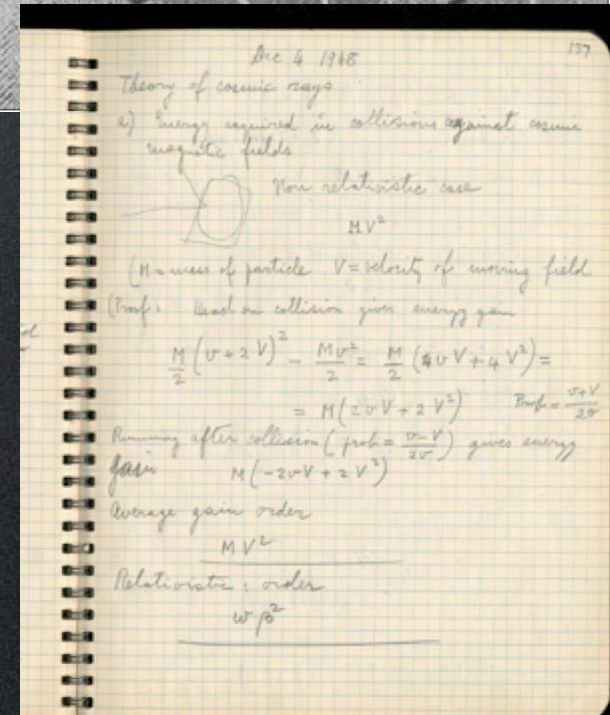 137
Dec 4 1948
Theory of cosmic rays
a) Energy acquired in collisions against cosmic
magnetic fields
Non relativistic case
MV²
(M = mass of particle V = velocity of moving field
(Proof: Head on collision gives energy gain
M/2 (v+2V)² - Mv²/2 = M/2 (4vV + 4V²) =
= M(2vV + 2V²) Prob = v+V/2v
Running after collision (prob = v-V/2v) gives energy
gain M(-2vV + 2V²)
Average gain order
MV²
Relativistic: order
wβ²